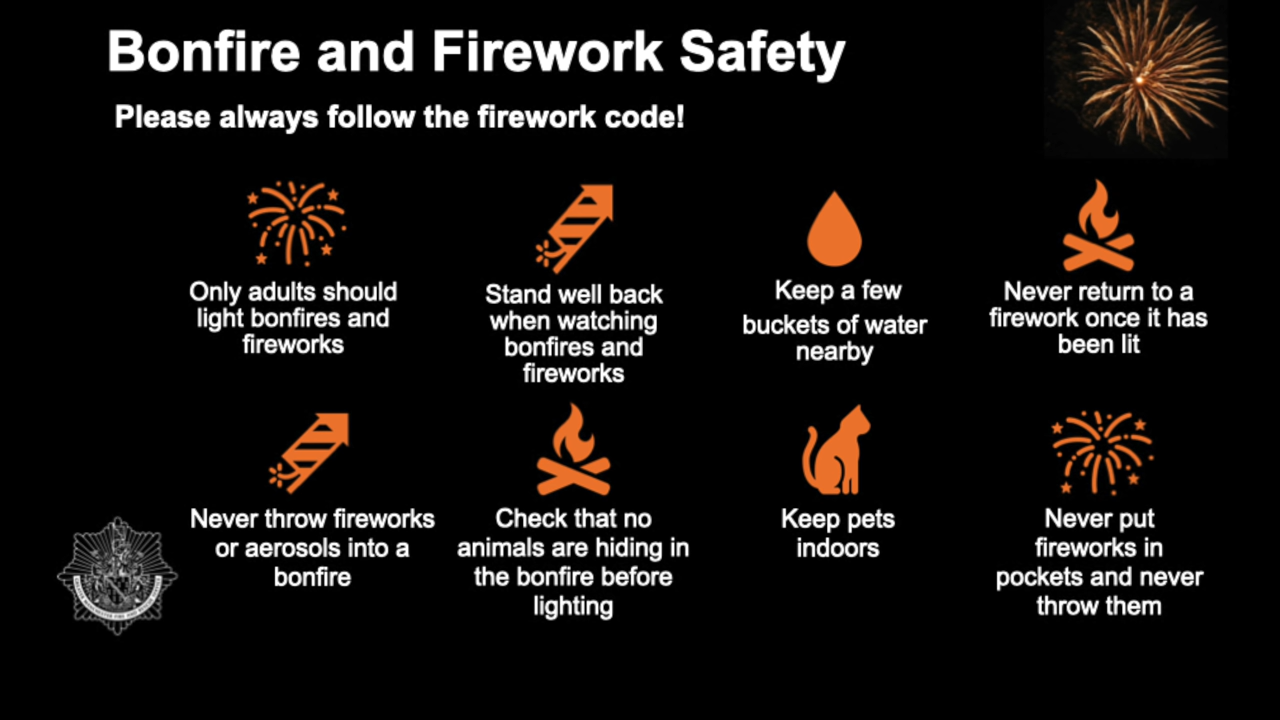 Bonfire and Firework Safety
Please always follow the firework code!
Only adults should
light bonfires and
fireworks
Stand well back
when watching
bonfires and
fireworks
Keep a few
buckets of water
nearby
Never return to a
firework once it has
been lit
Never throw fireworks
or aerosols into a
bonfire
Check that no
animals are hiding in
the bonfire before
lighting
Keep pets
indoors
Never put
fireworks in
pockets and never
throw them